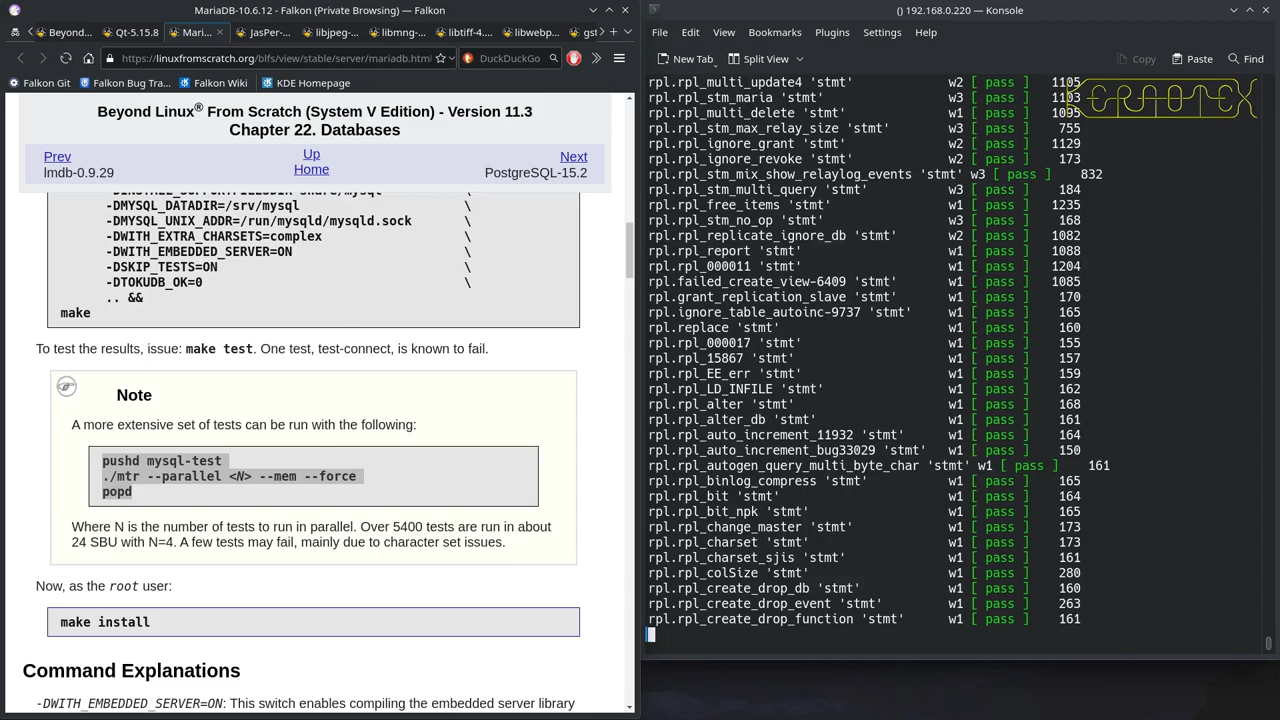 MariaDB-10.6.12 - Falkon (Private Browsing) — Falkon
Beyond
Qt-5.15.8
Mari...
JasPer-...
libjpeg-...
libmng-...
libtiff-4...
libwebp...
gst
https://linuxfromscratch.org/blfs/view/stable/server/mariadb.html
DuckDuckGo
Falkon Git
Falkon Bug Tra...
Falkon Wiki
KDE Homepage
Beyond Linux® From Scratch (System V Edition) - Version 11.3
Chapter 22. Databases
Prev
Up
Next
lmdb-0.9.29
Home
PostgreSQL-15.2
-DINSTALL_SUPPORTFILESDIR=share/mysql \
-DMYSQL_DATADIR=/srv/mysql \
-DMYSQL_UNIX_ADDR=/run/mysqld/mysqld.sock \
-DWITH_EXTRA_CHARSETS=complex \
-DWITH_EMBEDDED_SERVER=ON \
-DSKIP_TESTS=ON \
-DTOKUDB_OK=0 \
.. &&
make
To test the results, issue: make test. One test, test-connect, is known to fail.
Note
A more extensive set of tests can be run with the following:
pushd mysql-test
./mtr --parallel <N> --mem --force
popd
Where N is the number of tests to run in parallel. Over 5400 tests are run in about
24 SBU with N=4. A few tests may fail, mainly due to character set issues.
Now, as the root user:
make install
Command Explanations
-DWITH_EMBEDDED_SERVER=ON: This switch enables compiling the embedded server library
() 192.168.0.220 — Konsole
File Edit View Bookmarks Plugins Settings Help
New Tab
Split View
Copy
Paste
Find
rpl.rpl_multi_update4 'stmt' w2 [ pass ] 1105
rpl.rpl_stm_maria 'stmt' w3 [ pass ] 1103
rpl.rpl_multi_delete 'stmt' w1 [ pass ] 1095
rpl.rpl_stm_max_relay_size 'stmt' w3 [ pass ] 755
rpl.rpl_ignore_grant 'stmt' w2 [ pass ] 1129
rpl.rpl_ignore_revoke 'stmt' w2 [ pass ] 173
rpl.rpl_stm_mix_show_relaylog_events 'stmt' w3 [ pass ] 832
rpl.rpl_stm_multi_query 'stmt' w3 [ pass ] 184
rpl.rpl_free_items 'stmt' w1 [ pass ] 1235
rpl.rpl_stm_no_op 'stmt' w3 [ pass ] 168
rpl.rpl_replicate_ignore_db 'stmt' w2 [ pass ] 1082
rpl.rpl_report 'stmt' w1 [ pass ] 1088
rpl.rpl_000011 'stmt' w1 [ pass ] 1204
rpl.failed_create_view-6409 'stmt' w1 [ pass ] 1085
rpl.grant_replication_slave 'stmt' w1 [ pass ] 170
rpl.ignore_table_autoinc-9737 'stmt' w1 [ pass ] 165
rpl.replace 'stmt' w1 [ pass ] 160
rpl.rpl_000017 'stmt' w1 [ pass ] 155
rpl.rpl_15867 'stmt' w1 [ pass ] 157
rpl.rpl_EE_err 'stmt' w1 [ pass ] 159
rpl.rpl_LD_INFILE 'stmt' w1 [ pass ] 162
rpl.rpl_alter 'stmt' w1 [ pass ] 168
rpl.rpl_alter_db 'stmt' w1 [ pass ] 161
rpl.rpl_auto_increment_11932 'stmt' w1 [ pass ] 164
rpl.rpl_auto_increment_bug33029 'stmt' w1 [ pass ] 150
rpl.rpl_autogen_query_multi_byte_char 'stmt' w1 [ pass ] 161
rpl.rpl_binlog_compress 'stmt' w1 [ pass ] 165
rpl.rpl_bit 'stmt' w1 [ pass ] 164
rpl.rpl_bit_npk 'stmt' w1 [ pass ] 165
rpl.rpl_change_master 'stmt' w1 [ pass ] 173
rpl.rpl_charset 'stmt' w1 [ pass ] 173
rpl.rpl_charset_sjis 'stmt' w1 [ pass ] 161
rpl.rpl_colSize 'stmt' w1 [ pass ] 280
rpl.rpl_create_drop_db 'stmt' w1 [ pass ] 160
rpl.rpl_create_drop_event 'stmt' w1 [ pass ] 263
rpl.rpl_create_drop_function 'stmt' w1 [ pass ] 161